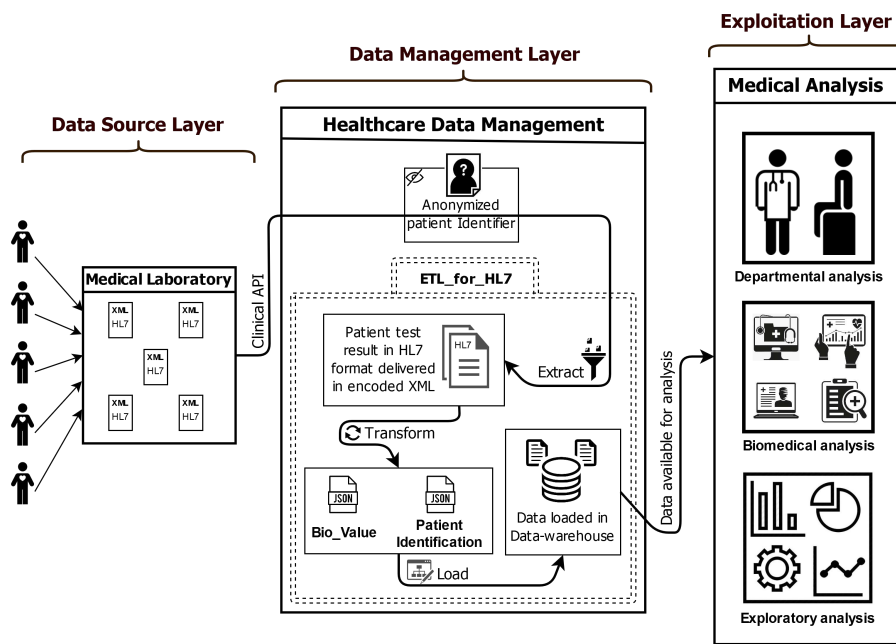 Exploitation Layer
Data Management Layer
Data Source Layer
Medical Analysis
Healthcare Data Management
?
Anonymized
patient Identifier
Medical Laboratory
XML
HL7
XML
HL7
XML
HL7
XML
HL7
XML
HL7
Clinical API
ETL_for_HL7
Patient test
result in HL7
format delivered
in encoded XML
HL7
Extract
Transform
JSON
JSON
Bio_Value
Patient
Identification
Load
Data loaded in
Data-warehouse
Data available for analysis
Departmental analysis
Biomedical analysis
Exploratory analysis